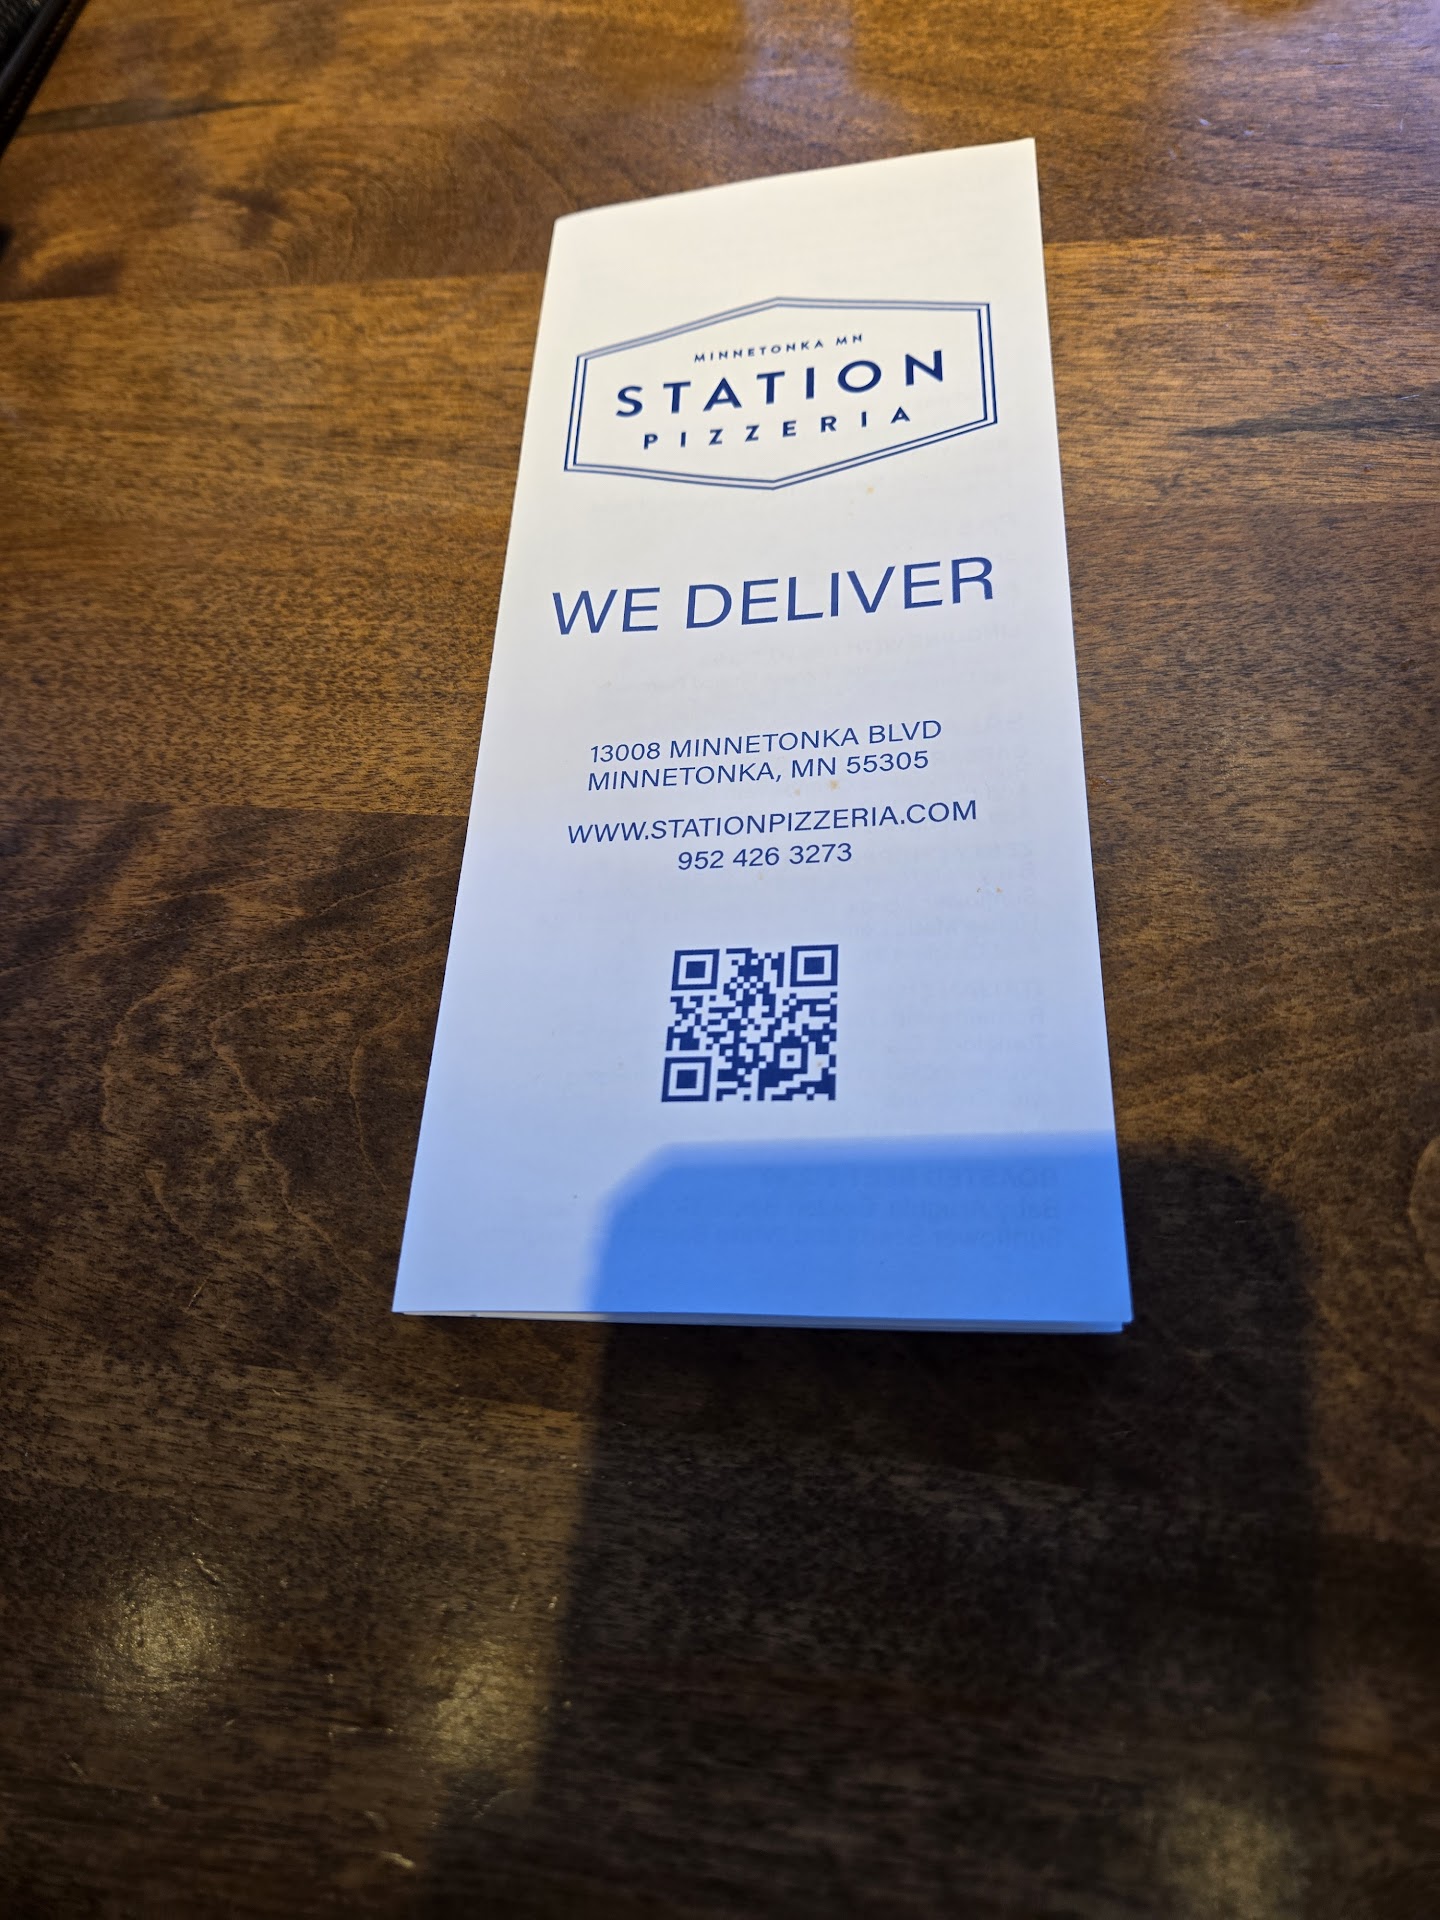 MINNETONKA MN
STATION
PIZZERIA
WE DELIVER
13008 MINNETONKA BLVD
MINNETONKA, MN 55305
WWW.STATIONPIZZERIA.COM
952 426 3273